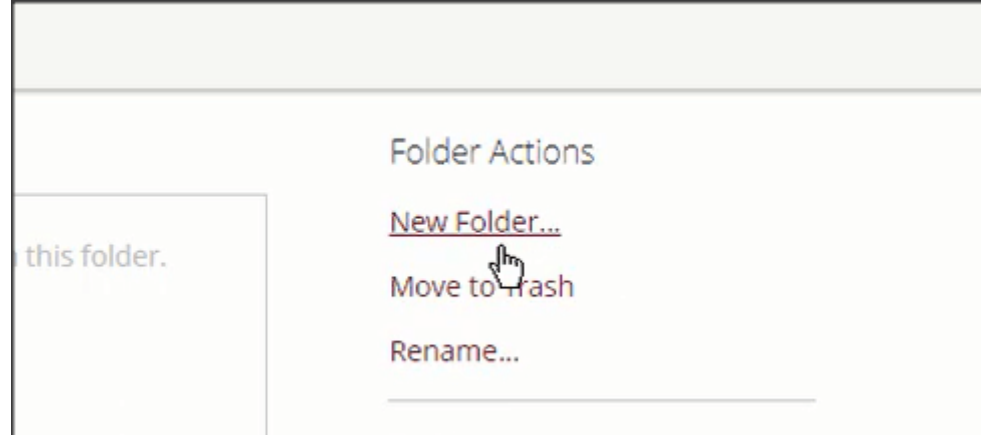 Folder Actions
New Folder...
this folder.
Move to Trash
Rename...